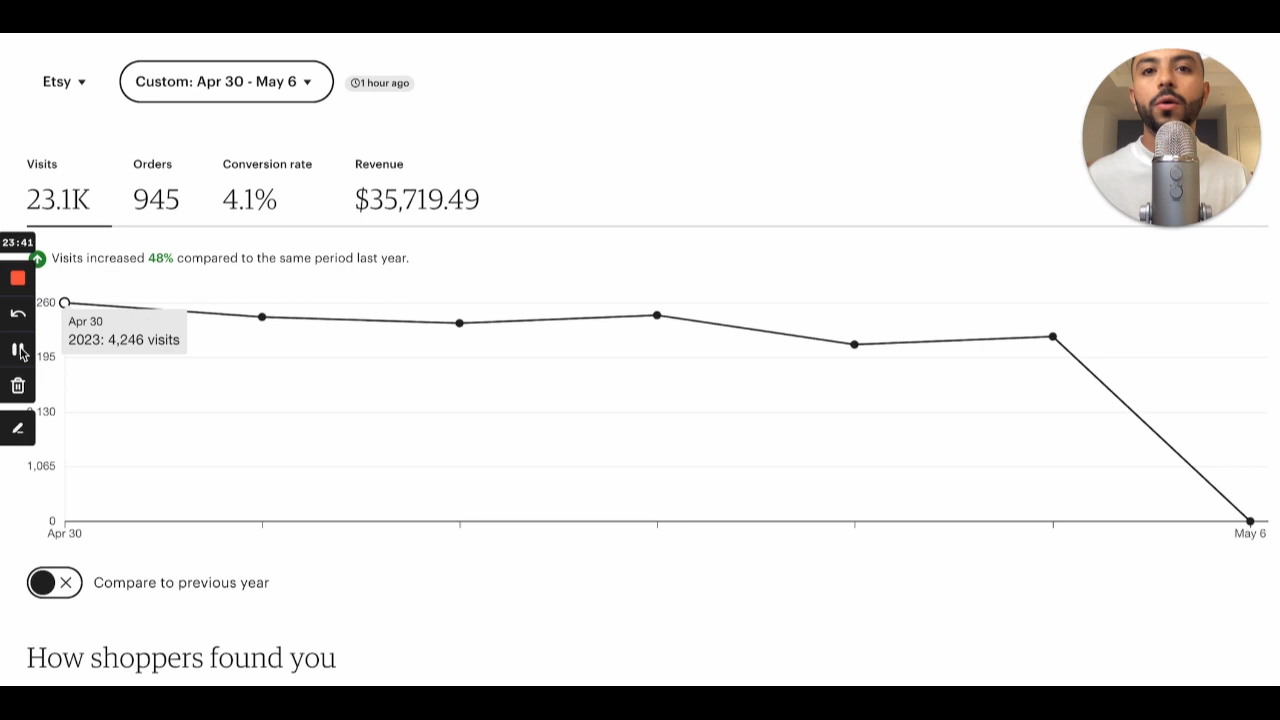 Etsy
Custom: Apr 30 - May 6
1 hour ago
Visits
Orders
Conversion rate
Revenue
23.1K
945
4.1%
$35,719.49
23:41
Visits increased 48% compared to the same period last year.
260
Apr 30
2023: 4,246 visits
195
130
1,065
0
Apr 30
May 6
Compare to previous year
How shoppers found you